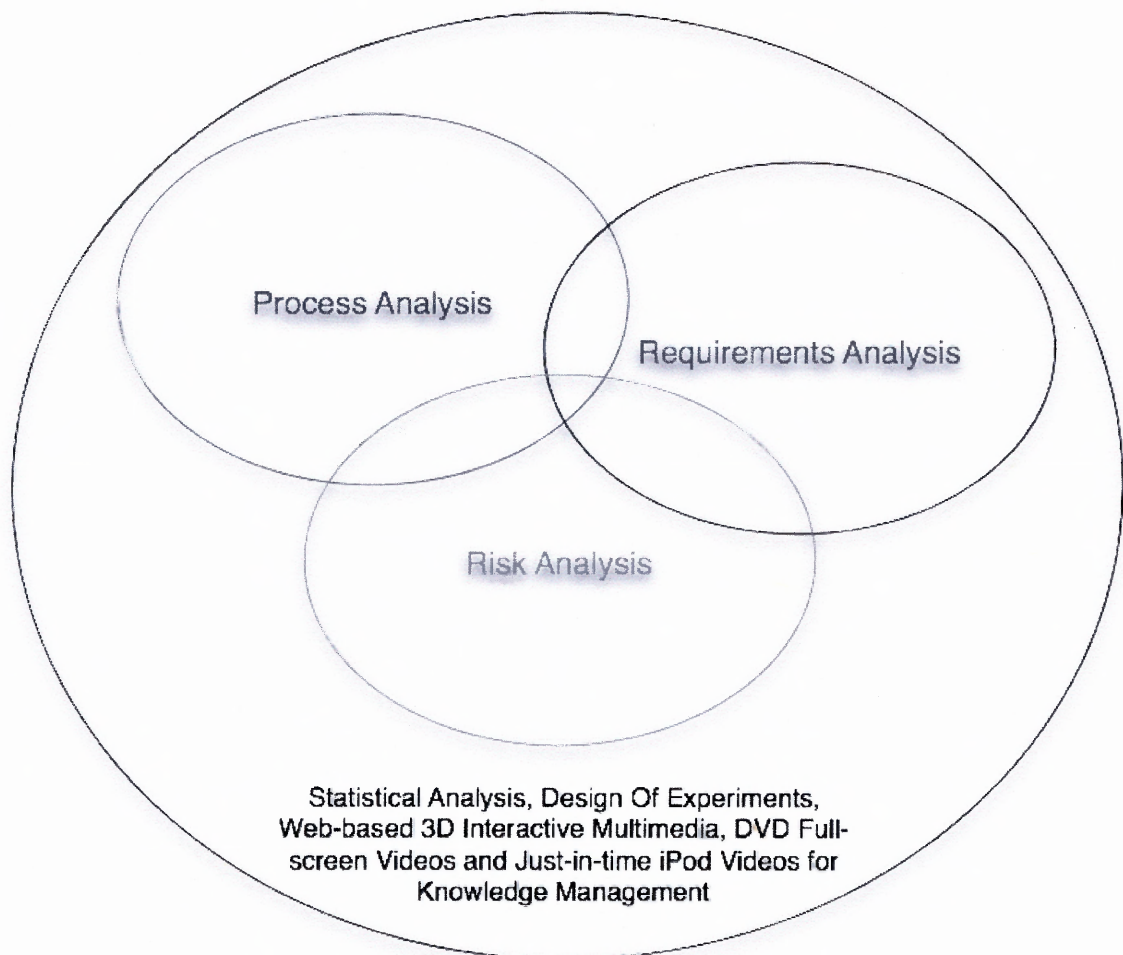 Process Analysis
Requirements Analysis
Risk Analysis
Statistical Analysis, Design Of Experiments,
Web-based 3D Interactive Multimedia, DVD Full-
screen Videos and Just-in-time iPod Videos for
Knowledge Management